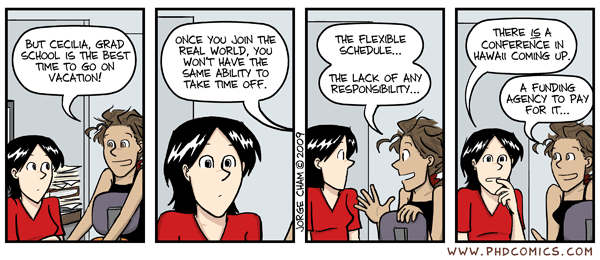 BUT CECILIA, GRAD
SCHOOL IS THE BEST
TIME TO GO ON
VACATION!
ONCE YOU JOIN THE
REAL WORLD, YOU
WON'T HAVE THE
SAME ABILITY TO
TAKE TIME OFF.
JORGE CHAM © 2009
THE FLEXIBLE
SCHEDULE...
THE LACK OF ANY
RESPONSIBILITY...
THERE IS A
CONFERENCE IN
HAWAII COMING UP.
A FUNDING
AGENCY TO PAY
FOR IT...
WWW.PHDCOMICS.COM